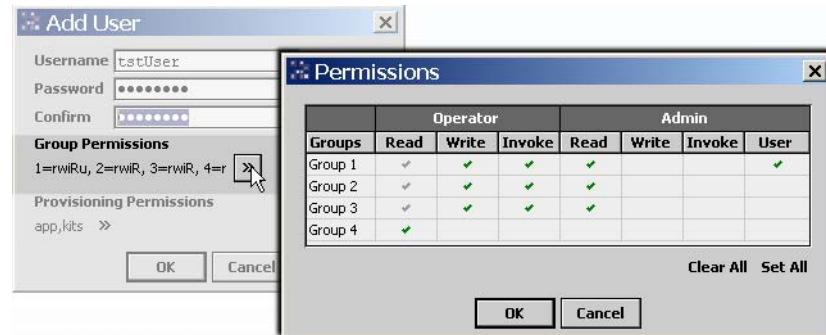 Add User
Username tstUser
Password
Confirm
Group Permissions
1=rwiRu, 2=rwiR, 3=rwiR, 4=r »
Provisioning Permissions
app,kits »
OK Cancel
Permissions
Operator Admin
Groups Read Write Invoke Read Write Invoke User
Group 1
Group 2
Group 3
Group 4
Clear All Set All
OK Cancel